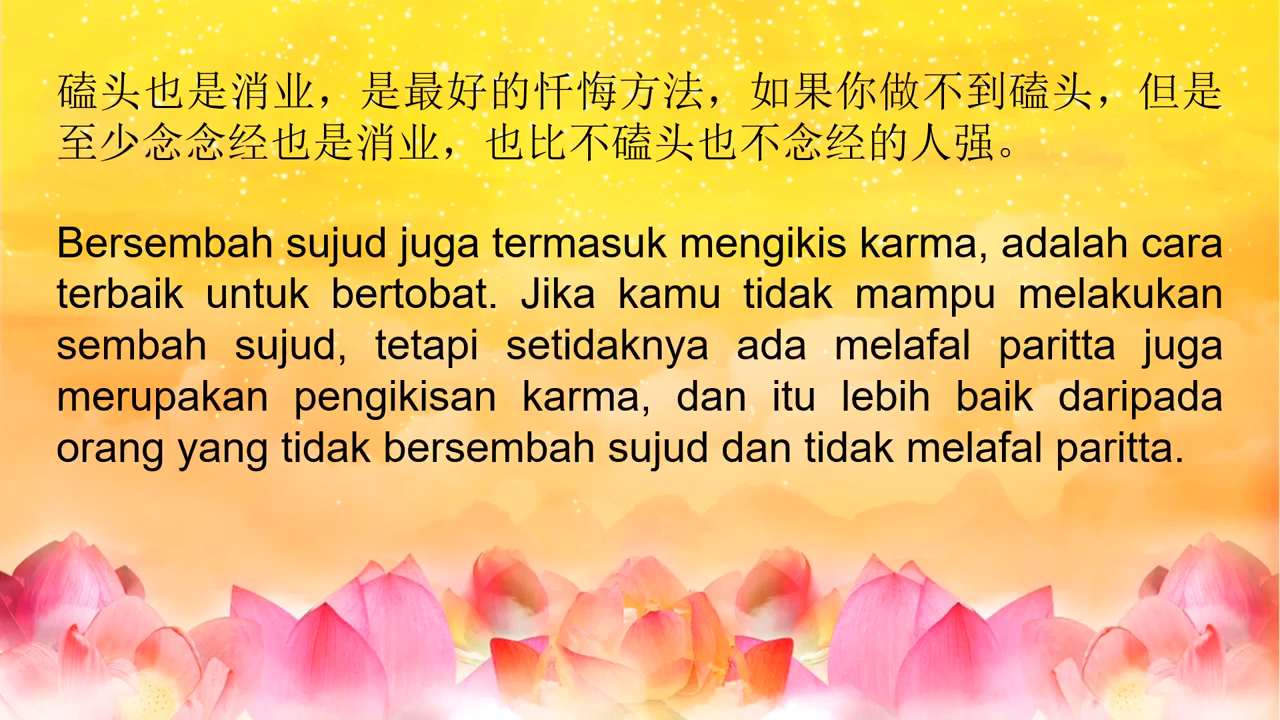 磕头也是消业，是最好的忏悔方法，如果你做不到磕头，但是
至少念念经也是消业，也比不磕头也不念经的人强。
Bersembah sujud juga termasuk mengikis karma, adalah cara
terbaik untuk bertobat. Jika kamu tidak mampu melakukan
sembah sujud, tetapi setidaknya ada melafal paritta juga
merupakan pengikisan karma, dan itu lebih baik daripada
orang yang tidak bersembah sujud dan tidak melafal paritta.